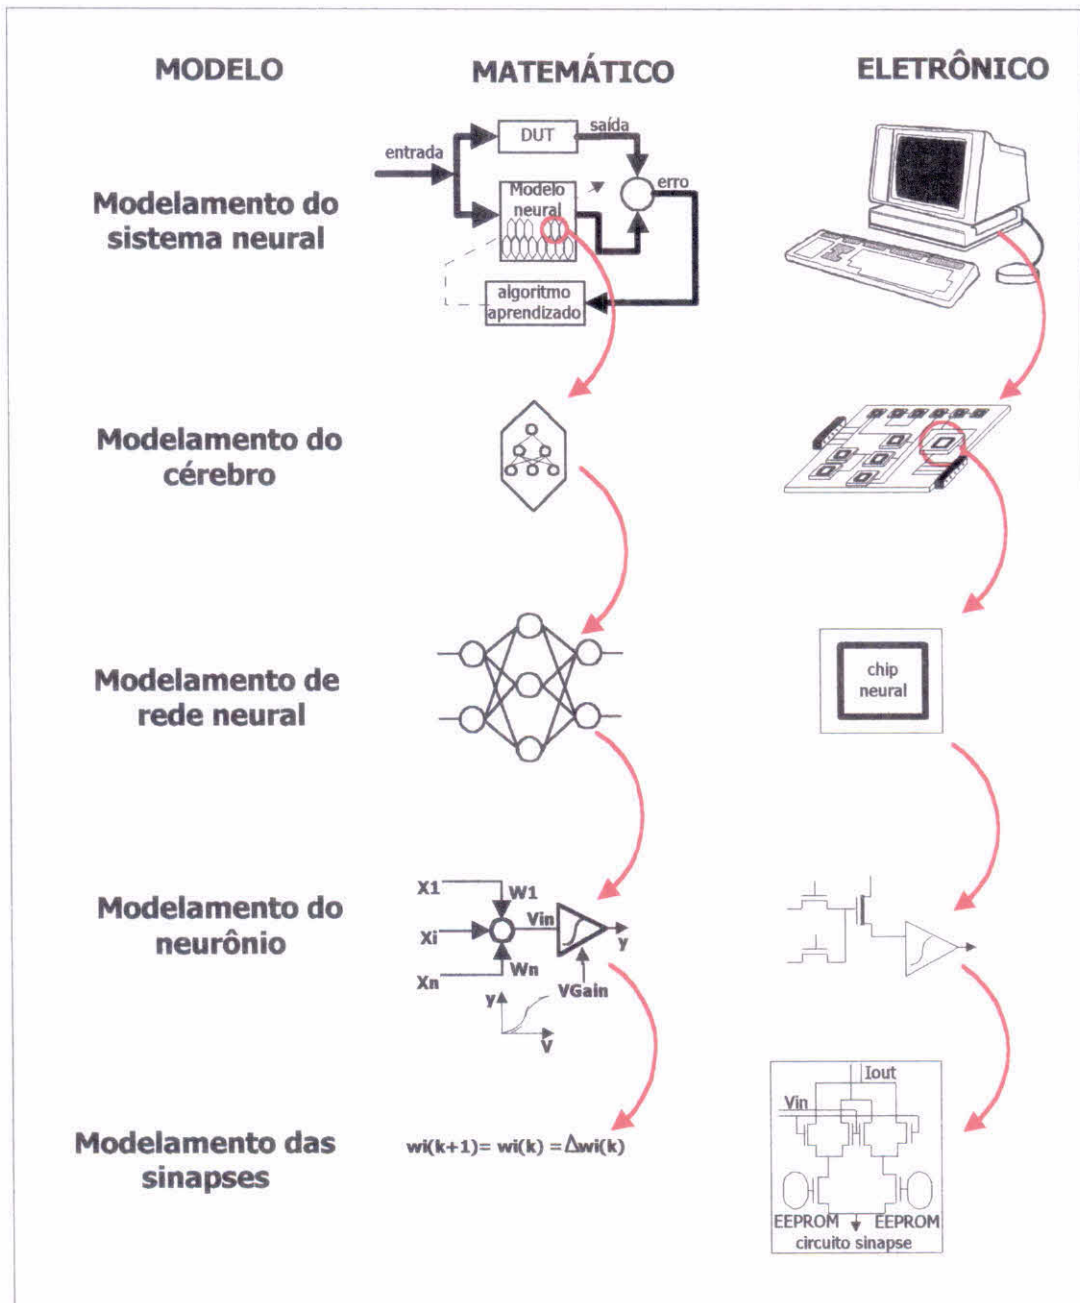 MODELO
MATEMÁTICO
ELETRÔNICO
Modelamento do
sistema neural
entrada
DUT
saída
erro
Modelo
neural
algoritmo
aprendizado
Modelamento do
cérebro
Modelamento de
rede neural
chip
neural
Modelamento do
neurônio
X1
W1
Xi
Vin
y
Xn
Wn
VGain
y
V
Modelamento das
sinapses
wi(k+1)= wi(k) =Δwi(k)
Iout
Vin
EEPROM
EEPROM
circuito sinapse